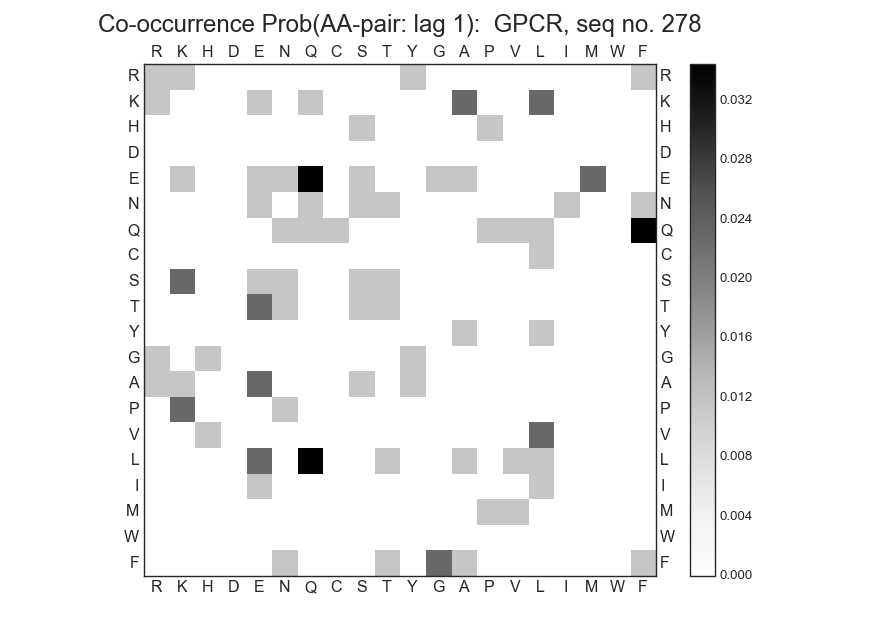 Co-occurrence Prob(AA-pair: lag 1):  GPCR, seq no. 278
R K H D E N Q C S T Y G A P V L I M W F
R R
K K 0.032
H H
D D 0.028
E E
N N 0.024
Q Q
C C
S S 0.020
T T
Y Y 0.016
G G
A A 0.012
P P
V V 0.008
L L
I I
M M 0.004
W W
F F 0.000
R K H D E N Q C S T Y G A P V L I M W F